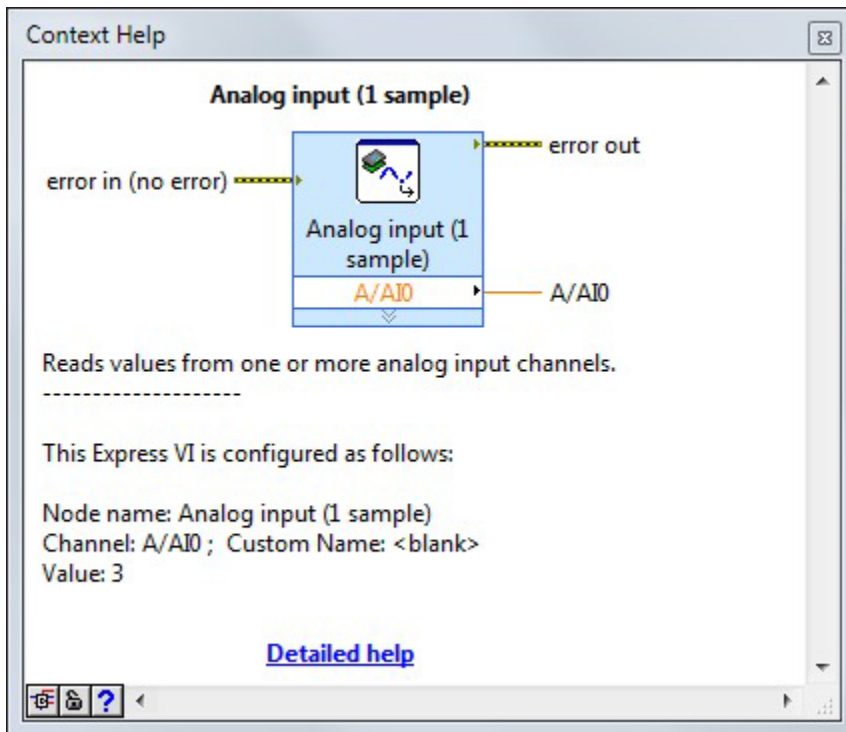 Context Help
Analog input (1 sample)
error in (no error)
error out
Analog input (1
sample)
A/AI0
A/AI0
Reads values from one or more analog input channels.
--------------------
This Express VI is configured as follows:
Node name: Analog input (1 sample)
Channel: A/AI0 ;  Custom Name: <blank>
Value: 3
Detailed help
?